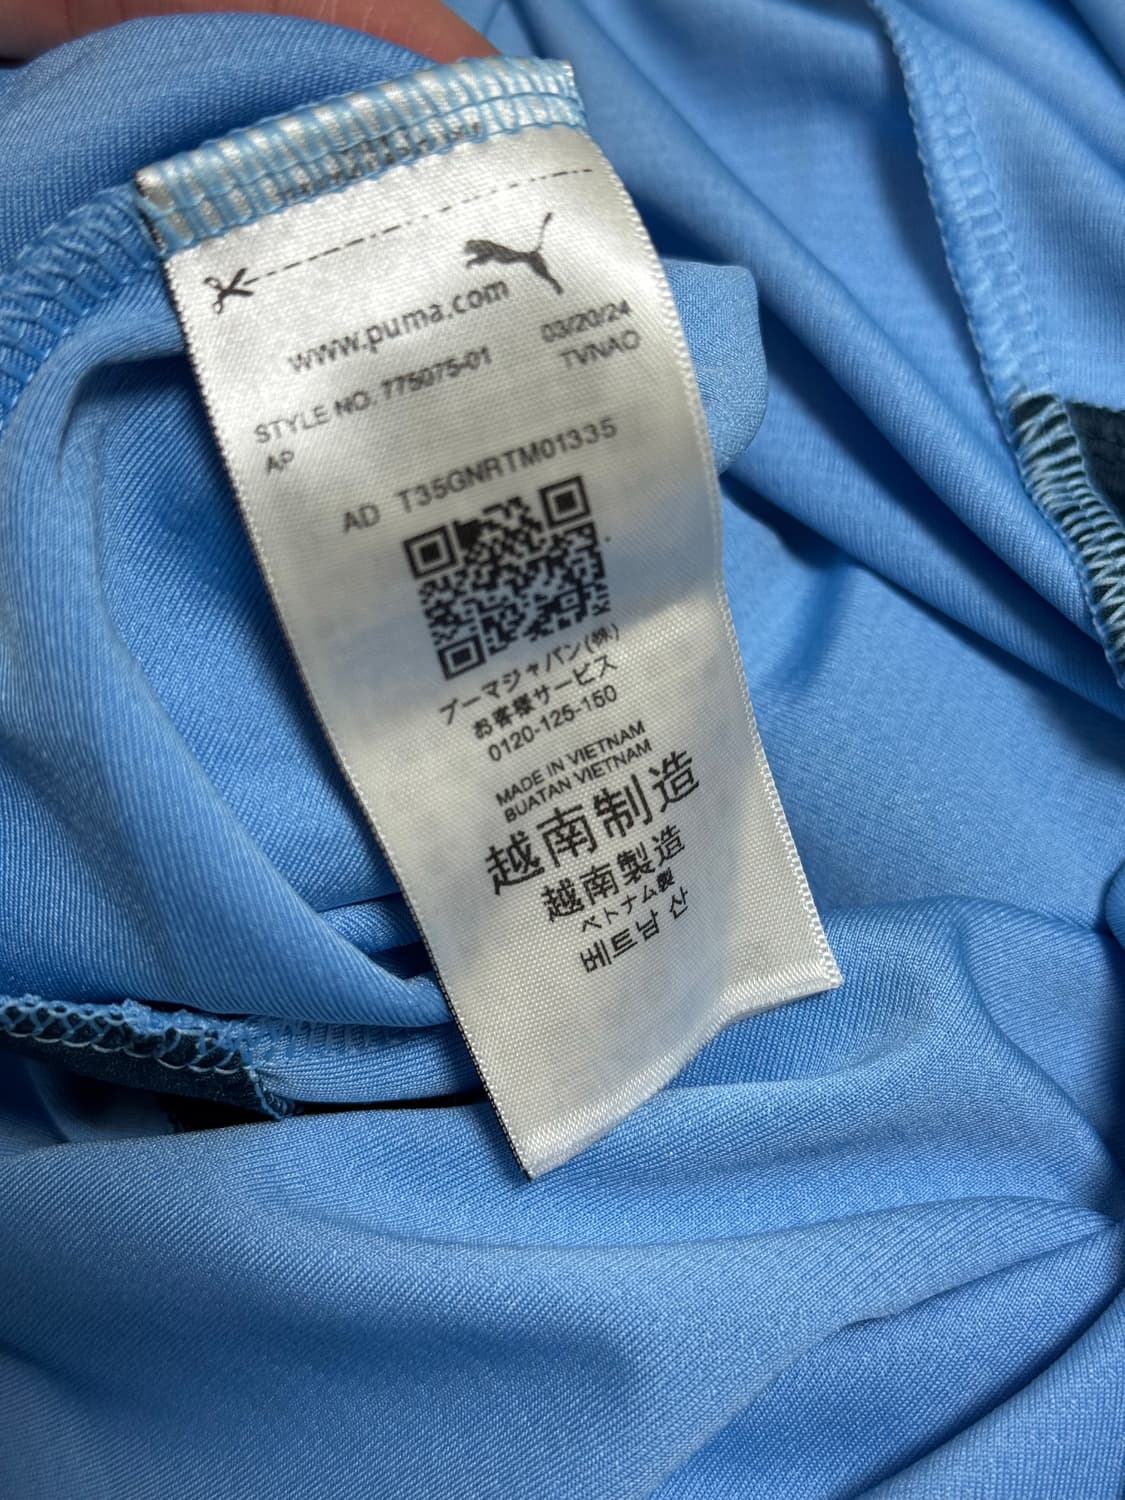 www.puma.com
03/20/24
STYLE NO. 775075-01
TVNAO
AP
AD T35GNRTM01335
KH
プーマジャパン(株)
お客様サービス
0120-125-150
MADE IN VIETNAM
BUATAN VIETNAM
越南制造
越南製造
ベトナム製
베트남 산